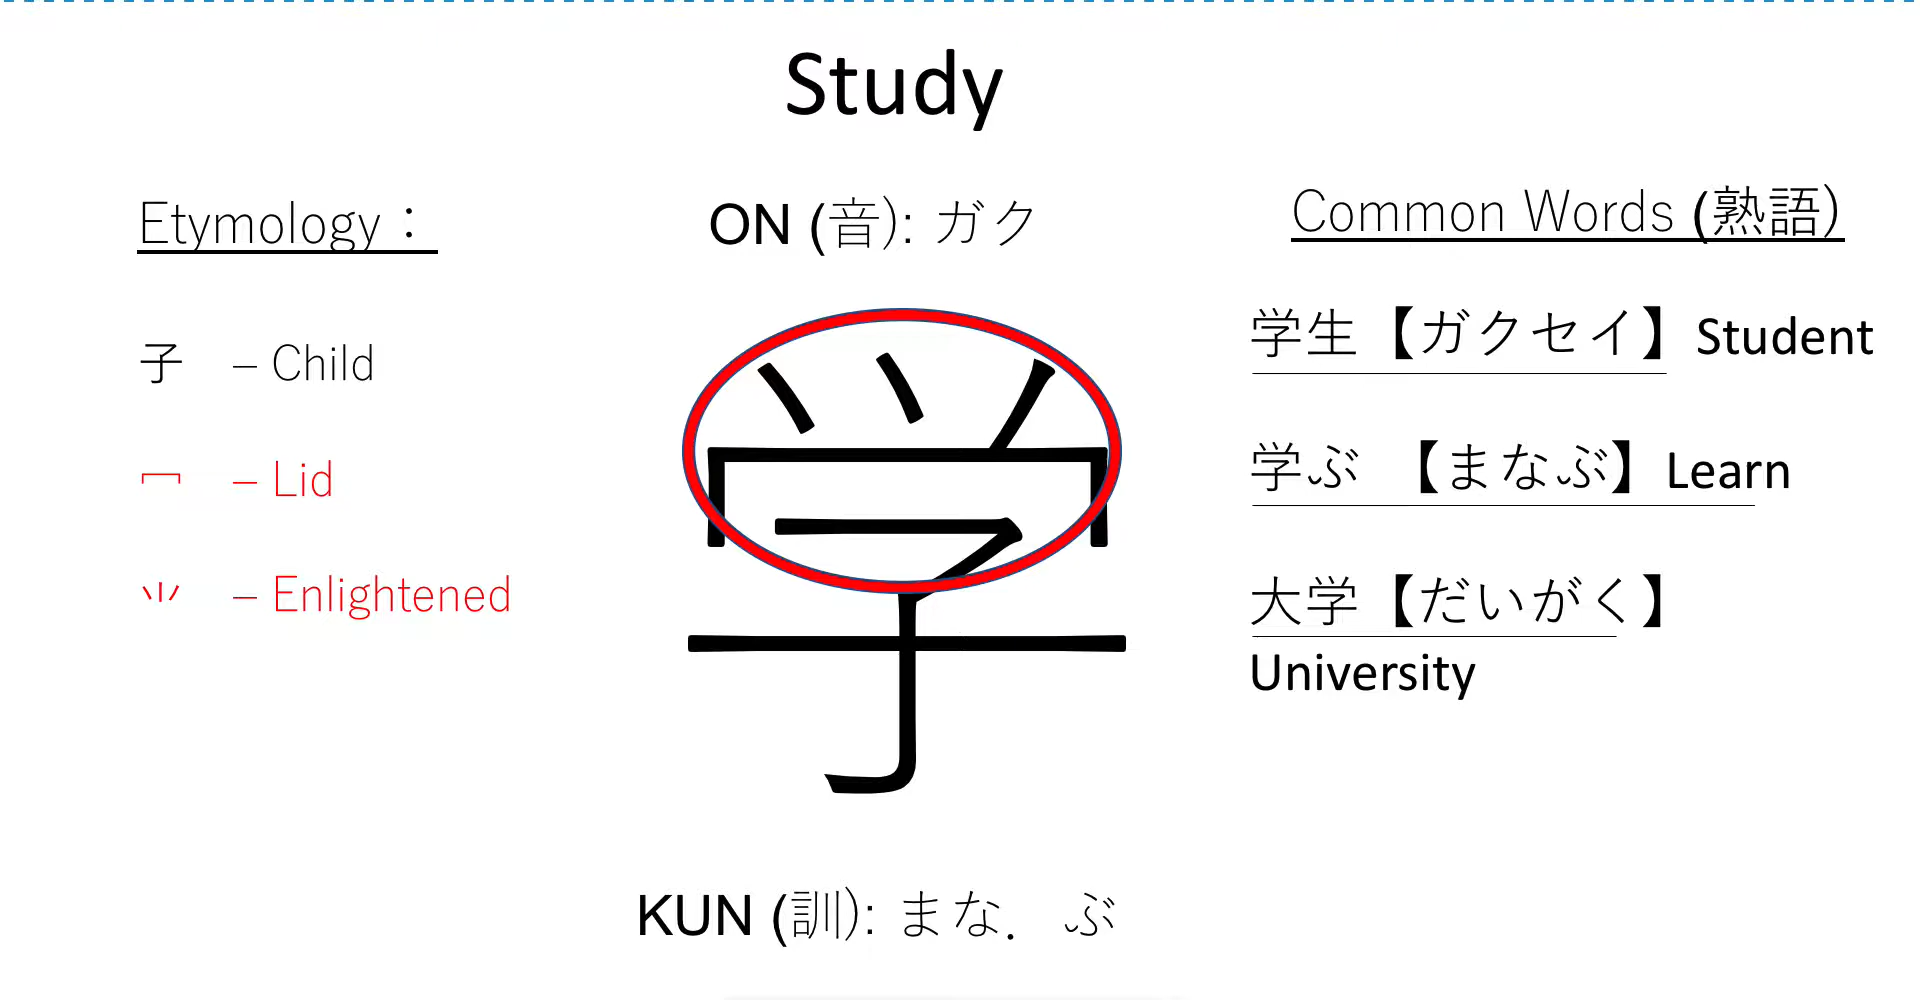 Study
Etymology：
子 – Child
冖 – Lid
⺌ – Enlightened
ON (音): ガク
学
KUN (訓): まな．ぶ
Common Words (熟語)
学生【ガクセイ】Student
学ぶ 【まなぶ】Learn
大学【だいがく】
University